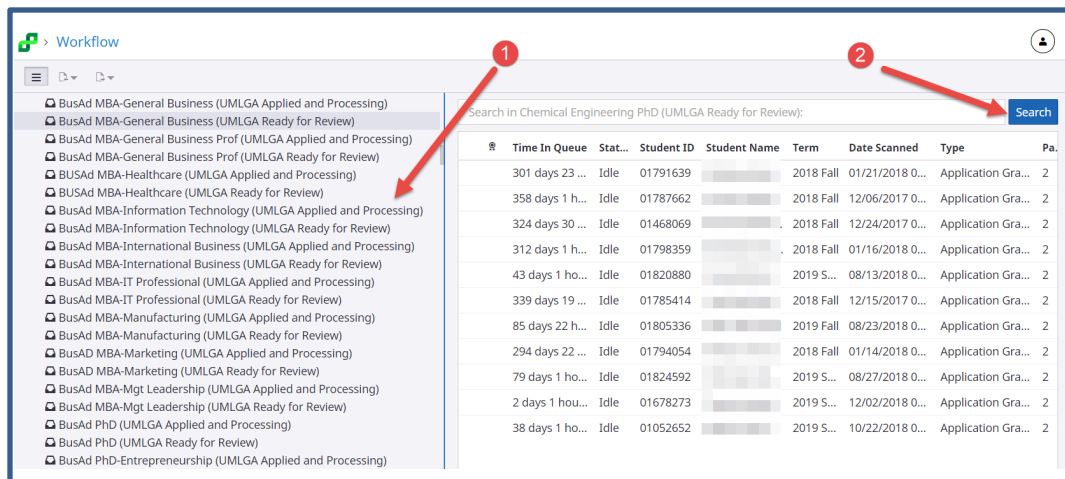 > Workflow
1
2
BusAd MBA-General Business (UMLGA Applied and Processing)
BusAd MBA-General Business (UMLGA Ready for Review)
BusAd MBA-General Business Prof (UMLGA Applied and Processing)
BusAd MBA-General Business Prof (UMLGA Ready for Review)
BUSAd MBA-Healthcare (UMLGA Applied and Processing)
BusAd MBA-Healthcare (UMLGA Ready for Review)
BusAd MBA-Information Technology (UMLGA Applied and Processing)
BusAd MBA-Information Technology (UMLGA Ready for Review)
BusAd MBA-International Business (UMLGA Applied and Processing)
BusAd MBA-International Business (UMLGA Ready for Review)
BusAd MBA-IT Professional (UMLGA Applied and Processing)
BusAd MBA-IT Professional (UMLGA Ready for Review)
BusAd MBA-Manufacturing (UMLGA Applied and Processing)
BusAd MBA-Manufacturing (UMLGA Ready for Review)
BusAD MBA-Marketing (UMLGA Applied and Processing)
BusAD MBA-Marketing (UMLGA Ready for Review)
BusAd MBA-Mgt Leadership (UMLGA Applied and Processing)
BusAd MBA-Mgt Leadership (UMLGA Ready for Review)
BusAd PhD (UMLGA Applied and Processing)
BusAd PhD (UMLGA Ready for Review)
BusAd PhD-Entrepreneurship (UMLGA Applied and Processing)
Search in Chemical Engineering PhD (UMLGA Ready for Review): Search
Time In Queue Stat... Student ID Student Name Term Date Scanned Type Pa.
301 days 23 ... Idle 01791639 2018 Fall 01/21/2018 0... Application Gra... 2
358 days 1 h... Idle 01787662 2018 Fall 12/06/2017 0... Application Gra... 2
324 days 30 ... Idle 01468069 . 2018 Fall 12/24/2017 0... Application Gra... 2
312 days 1 h... Idle 01798359 . 2018 Fall 01/16/2018 0... Application Gra... 2
43 days 1 ho... Idle 01820880 2019 S... 08/13/2018 0... Application Gra... 2
339 days 19 ... Idle 01785414 2018 Fall 12/15/2017 0... Application Gra... 2
85 days 22 h... Idle 01805336 2019 Fall 08/23/2018 0... Application Gra... 2
294 days 22 ... Idle 01794054 2018 Fall 01/14/2018 0... Application Gra... 2
79 days 1 ho... Idle 01824592 2019 S... 08/27/2018 0... Application Gra... 2
2 days 1 hou... Idle 01678273 2019 S... 12/02/2018 0... Application Gra... 2
38 days 1 ho... Idle 01052652 2019 S... 10/22/2018 0... Application Gra... 2